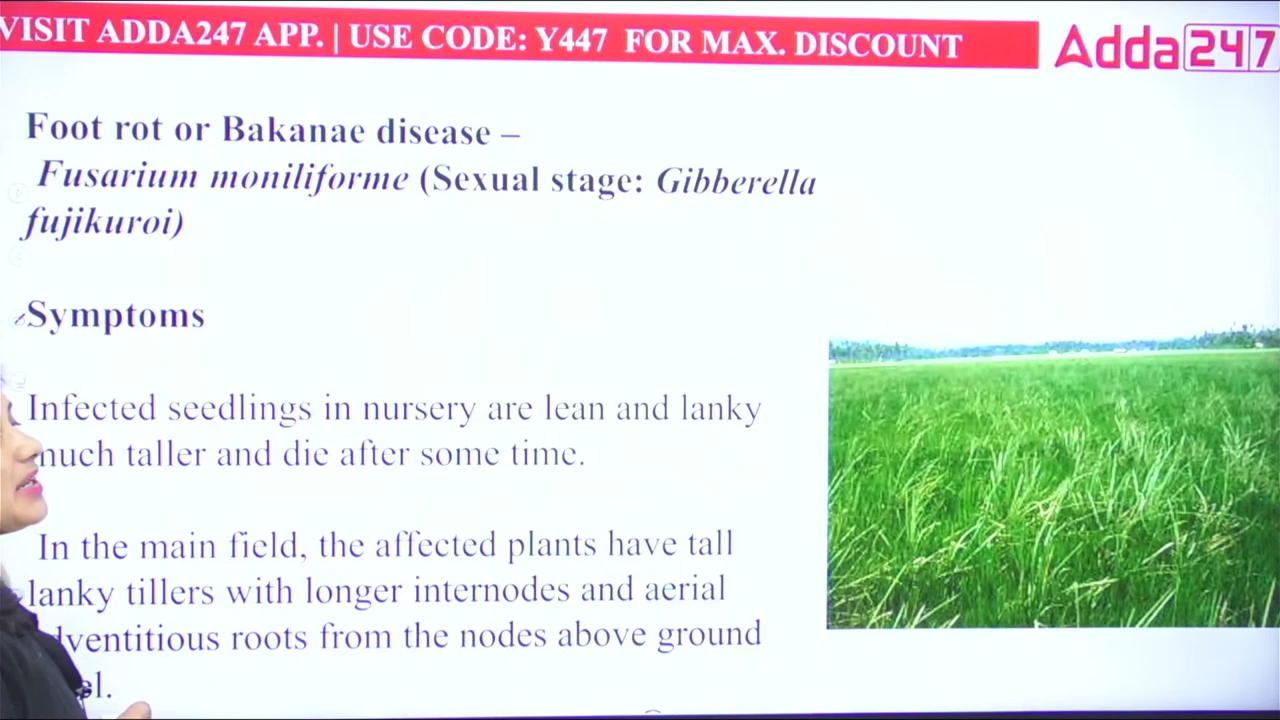 VISIT ADDA247 APP. | USE CODE: Y447 FOR MAX. DISCOUNT
Adda247
Foot rot or Bakanae disease –
Fusarium moniliforme (Sexual stage: Gibberella
fujikuroi)
Symptoms
Infected seedlings in nursery are lean and lanky
much taller and die after some time.
In the main field, the affected plants have tall
lanky tillers with longer internodes and aerial
adventitious roots from the nodes above ground